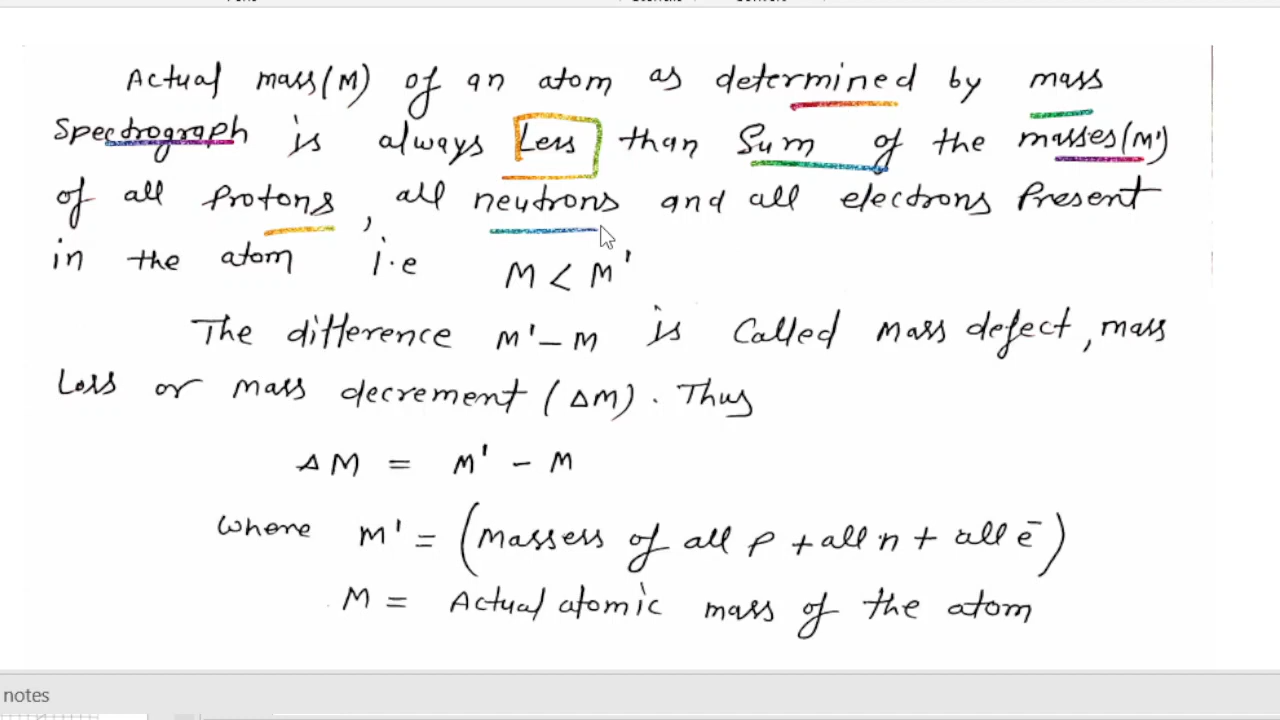 Actual mass(M) of an atom as determined by mass
Spectrograph is always Less than Sum of the masses(M')
of all Protons, all neutrons and all electrons Present
in the atom i.e M < M'
The difference M' - M is Called Mass defect, mass
Loss or mass decrement (ΔM). Thus
ΔM = M' - M
where M' = (massess of all p + all n + all e⁻)
M = Actual atomic mass of the atom
notes